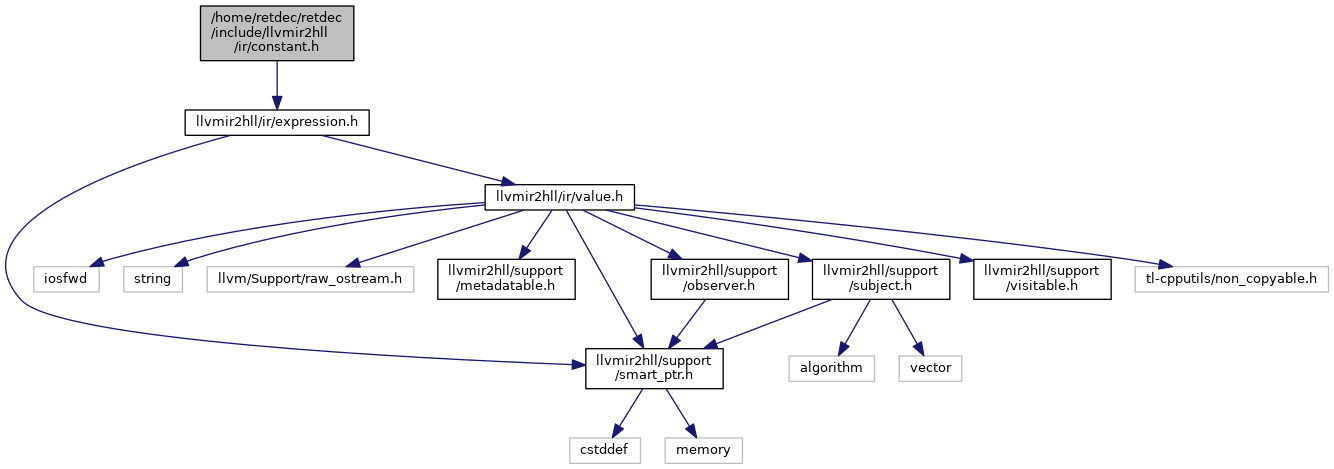 /home/retdec/retdec
/include/llvmir2hll
/ir/constant.h
llvmir2hll/ir/expression.h
llvmir2hll/ir/value.h
iosfwd
string
llvm/Support/raw_ostream.h
llvmir2hll/support
/metadatable.h
llvmir2hll/support
/observer.h
llvmir2hll/support
/subject.h
llvmir2hll/support
/visitable.h
tl-cpputils/non_copyable.h
llvmir2hll/support
/smart_ptr.h
algorithm
vector
cstddef
memory